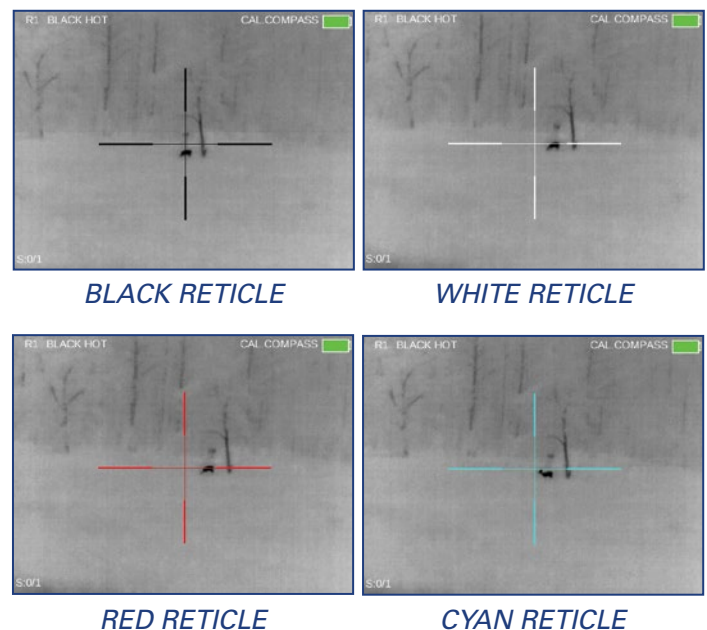 R1 BLACK HOT CAL COMPASS
S:0/1
BLACK RETICLE
R1 BLACK HOT CAL COMPASS
S:0/1
WHITE RETICLE
R1 BLACK HOT CAL COMPASS
S:0/1
RED RETICLE
R1 BLACK HOT CAL COMPASS
S:0/1
CYAN RETICLE